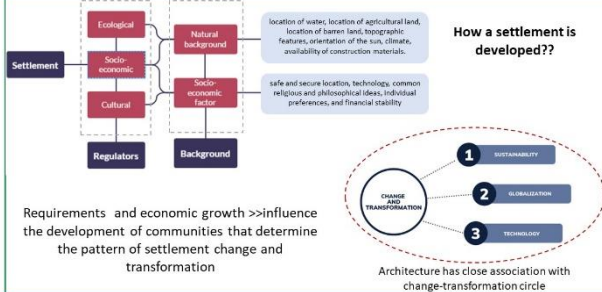 How a settlement is
developed??
Settlement
Ecological
Socio-
economic
Cultural
Regulators
Natural
background
Socio-
economic
factor
Background
location of water, location of agricultural land,
location of barren land, topographic
features, orientation of the sun, climate,
availability of construction materials.
safe and secure location, technology, common
religious and philosophical ideas, individual
preferences, and financial stability
Requirements and economic growth >>influence
the development of communities that determine
the pattern of settlement change and
transformation
CHANGE
AND
TRANSFORMATION
1 SUSTAINABILITY
2 GLOBALIZATION
3 TECHNOLOGY
Architecture has close association with
change-transformation circle